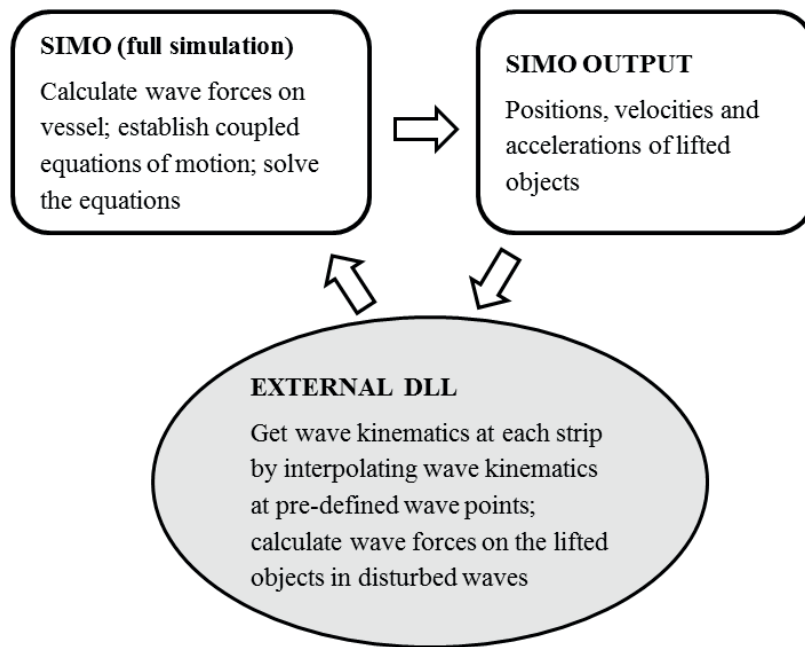 SIMO (full simulation)
Calculate wave forces on
vessel; establish coupled
equations of motion; solve
the equations
SIMO OUTPUT
Positions, velocities and
accelerations of lifted
objects
EXTERNAL DLL
Get wave kinematics at each strip
by interpolating wave kinematics
at pre-defined wave points;
calculate wave forces on the lifted
objects in disturbed waves